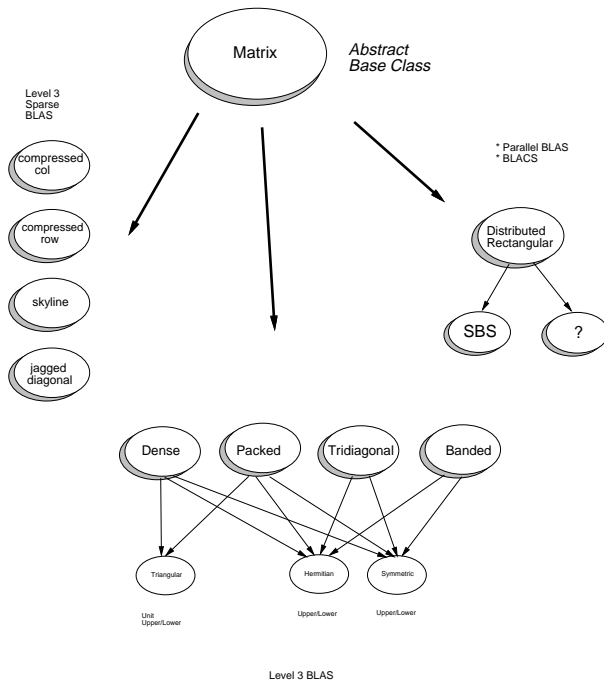 Matrix
Abstract
Base Class
Level 3
Sparse
BLAS
compressed
col
compressed
row
skyline
jagged
diagonal
* Parallel BLAS
* BLACS
Distributed
Rectangular
SBS
?
Dense
Packed
Tridiagonal
Banded
Triangular
Hermitian
Symmetric
Unit
Upper/Lower
Upper/Lower
Upper/Lower
Level 3 BLAS